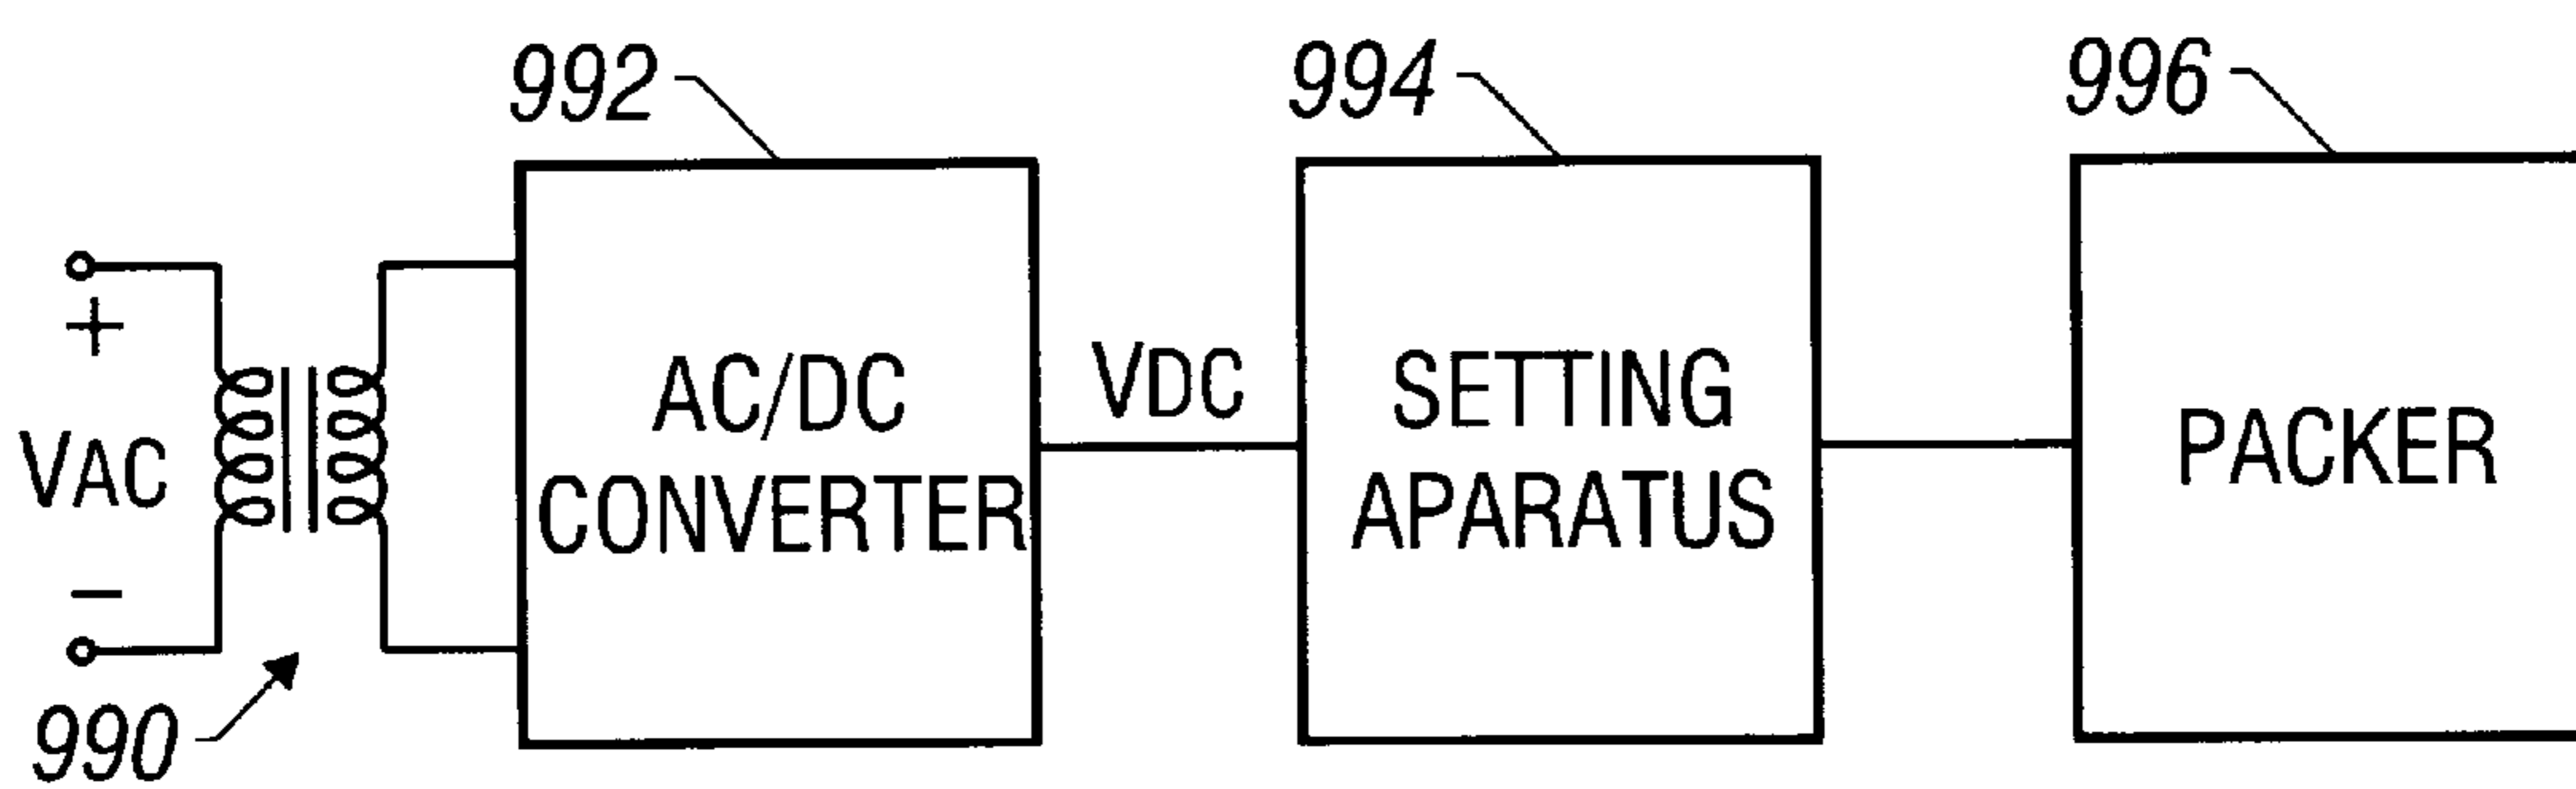 992
994
996
+
VAC
−
990
AC/DC
CONVERTER
VDC
SETTING
APARATUS
PACKER